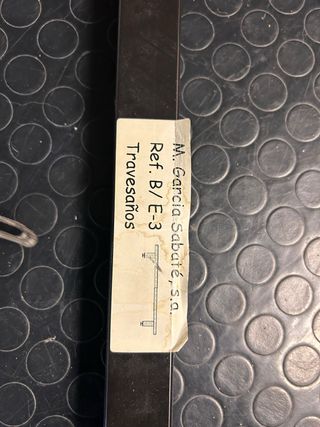 M. Garcia Sabaté, s.a.
Ref. B/E-3
Travesaños